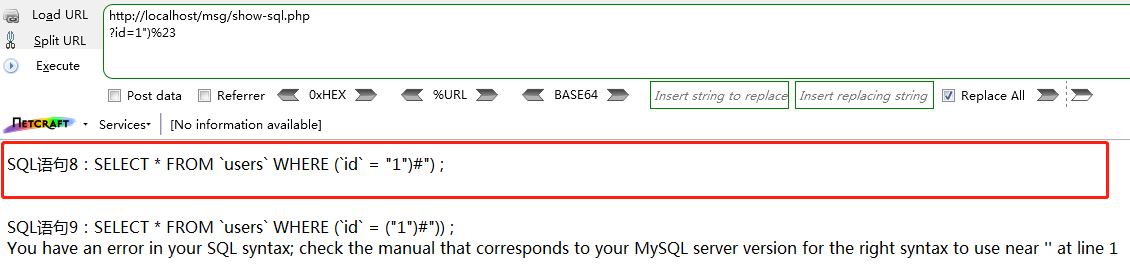 Load URL
http://localhost/msg/show-sql.php
Split URL
?id=1")%23
Execute
Post data Referrer 0xHEX %URL BASE64 Insert string to replace Insert replacing string Replace All
NETCRAFT Services [No information available]
SQL语句8：SELECT * FROM `users` WHERE (`id` = "1")#") ;
SQL语句9：SELECT * FROM `users` WHERE (`id` = ("1")#")) ;
You have an error in your SQL syntax; check the manual that corresponds to your MySQL server version for the right syntax to use near '' at line 1